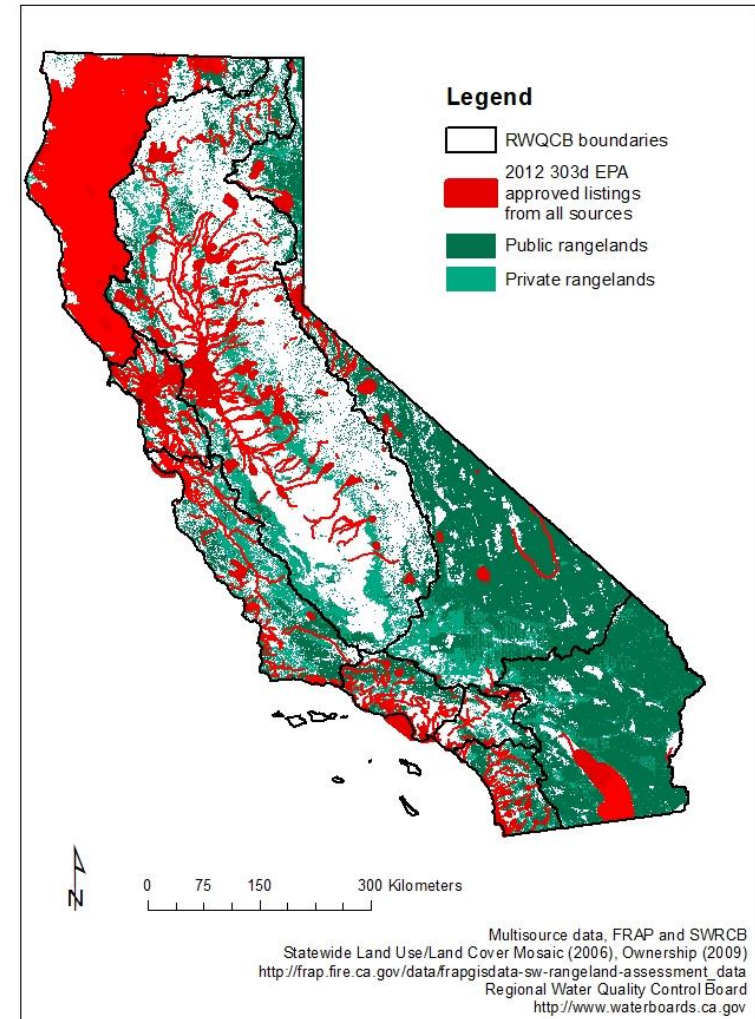 Legend
RWQCB boundaries
2012 303d EPA
approved listings
from all sources
Public rangelands
Private rangelands
N
0 75 150 300 Kilometers
Multisource data, FRAP and SWRCB
Statewide Land Use/Land Cover Mosaic (2006), Ownership (2009)
http://frap.fire.ca.gov/data/frapgisdata-sw-rangeland-assessment_data
Regional Water Quality Control Board
http://www.waterboards.ca.gov